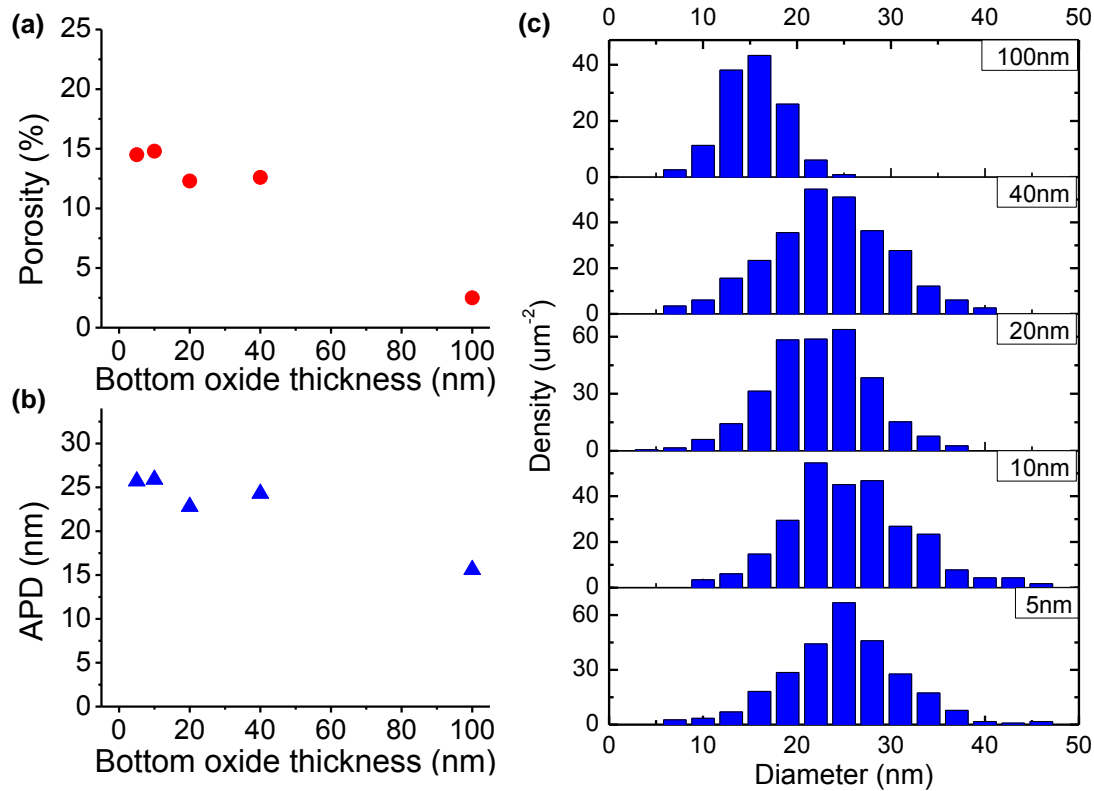 (a)
25
20
15
10
5
0
Porosity (%)
0 20 40 60 80 100
Bottom oxide thickness (nm)
(b)
30
25
20
15
10
5
0
APD (nm)
0 20 40 60 80 100
Bottom oxide thickness (nm)
(c)
0 10 20 30 40 50
100nm
40
20
0
40nm
40
20
0
20nm
60
30
0
10nm
40
20
0
5nm
60
30
0
Density (um⁻²)
0 10 20 30 40 50
Diameter (nm)